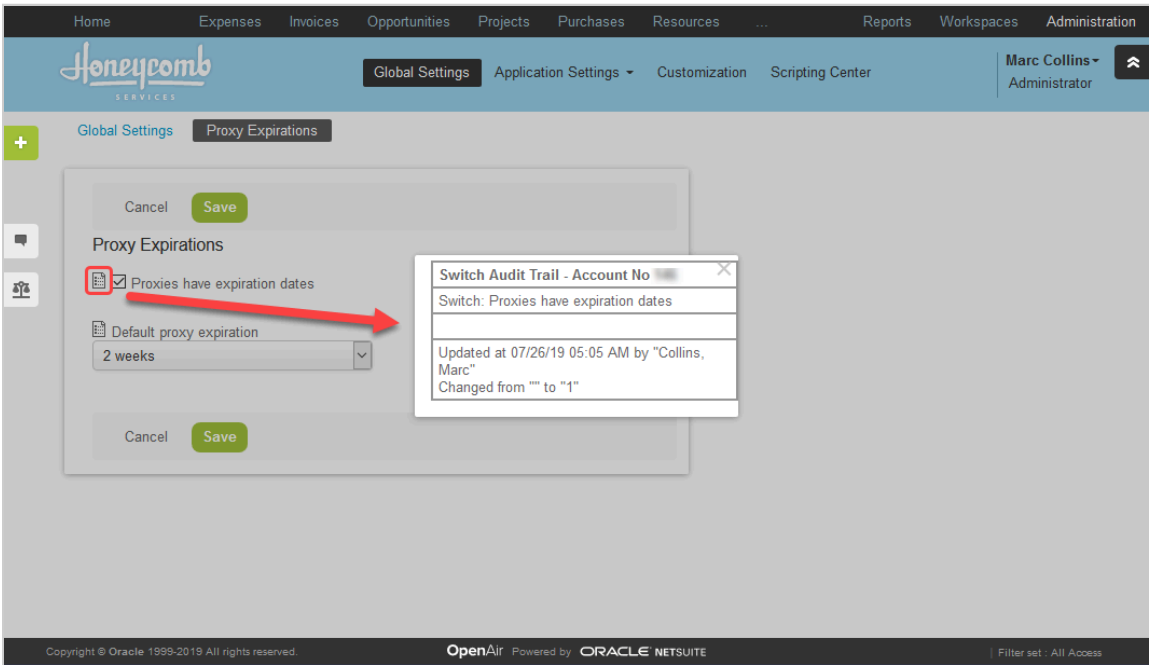 Home Expenses Invoices Opportunities Projects Purchases Resources ... Reports Workspaces Administration
Honeycomb
SERVICES
Global Settings Application Settings Customization Scripting Center
Marc Collins
Administrator
Global Settings Proxy Expirations
Cancel Save
Proxy Expirations
Proxies have expiration dates
Default proxy expiration
2 weeks
Cancel Save
Switch Audit Trail - Account No
Switch: Proxies have expiration dates
Updated at 07/26/19 05:05 AM by "Collins,
Marc"
Changed from "" to "1"
Copyright © Oracle 1999-2019 All rights reserved.
OpenAir Powered by ORACLE NETSUITE
| Filter set : All Access